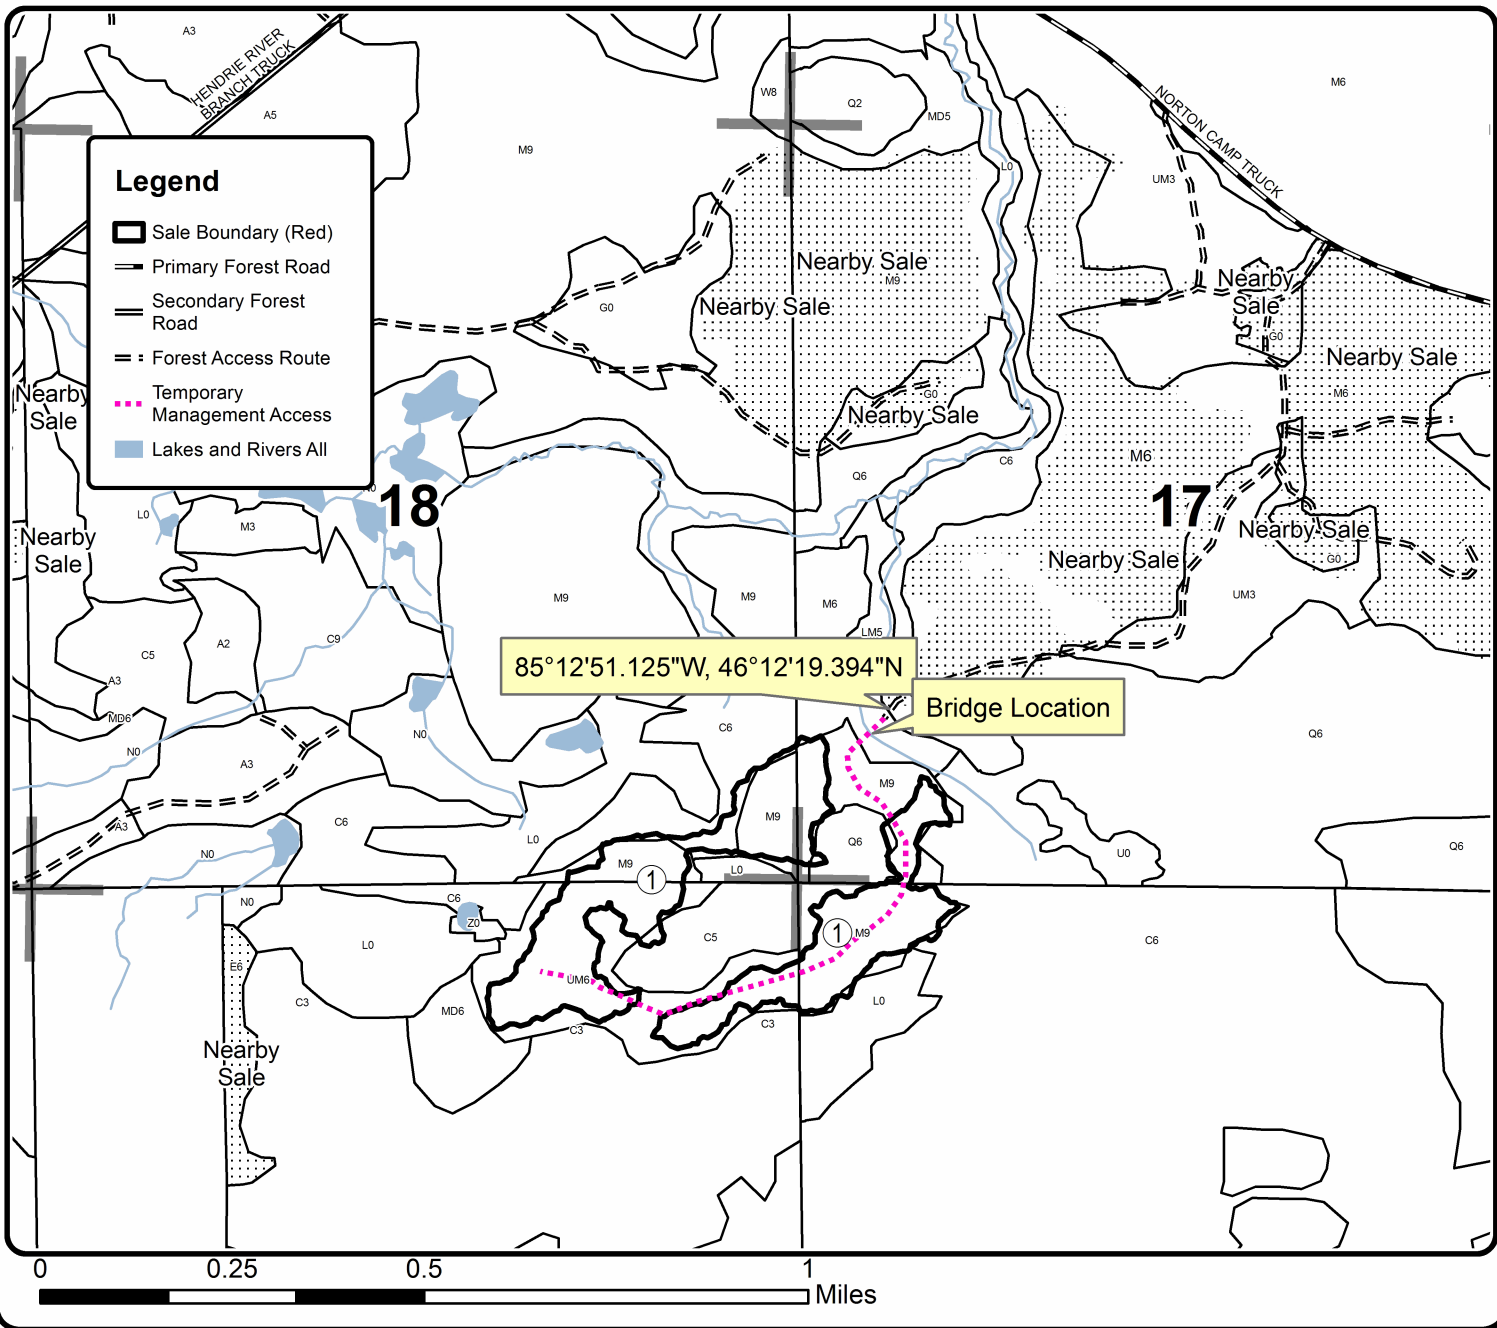 A3
HENDRIE RIVER
BRANCH TRUCK
A5
M9
W8
Q2
MD5
L0
NORTON CAMP TRUCK
M6
UM3
Legend
Sale Boundary (Red)
Primary Forest Road
Secondary Forest
Road
Forest Access Route
Temporary
Management Access
Lakes and Rivers All
Nearby Sale
M9
Nearby Sale
G0
Nearby
Sale
G0
Nearby Sale
M6
Nearby
Sale
G0
Nearby Sale
Q6
C6
M6
18
17
L0
M3
N0
Nearby
Sale
Nearby Sale
G0
Nearby Sale
UM3
M9
M9
M6
LM5
C9
A2
C5
A3
MD6
N0
A3
N0
85°12'51.125"W, 46°12'19.394"N
Bridge Location
C6
Q6
M9
M9
Q6
C6
A3
N0
L0
M9
1
L0
U0
Q6
N0
C6
Z0
L0
C5
1
M9
C6
E6
C3
MD6
UM6
C3
C3
L0
Nearby
Sale
0
0.25
0.5
1
Miles